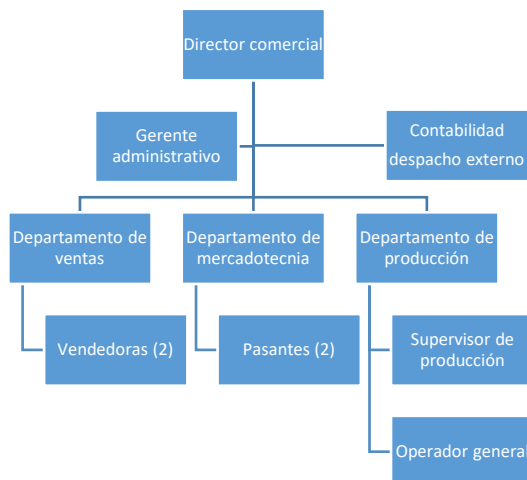 Director comercial
Gerente
administrativo
Contabilidad
despacho externo
Departamento de
ventas
Departamento de
mercadotecnia
Departamento de
producción
Vendedoras (2)
Pasantes (2)
Supervisor de
producción
Operador general